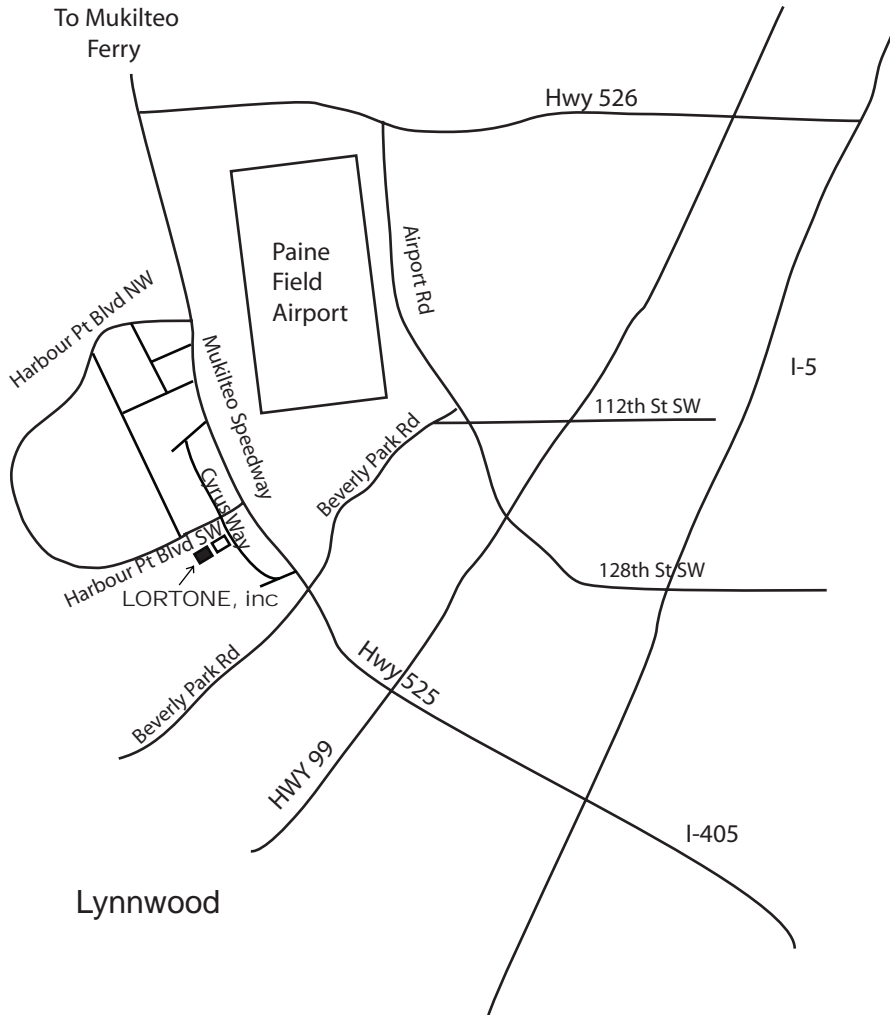 To Mukilteo
Ferry
Hwy 526
Paine
Field
Airport
Airport Rd
Harbour Pt Blvd NW
Mukilteo Speedway
I-5
112th St SW
Beverly Park Rd
Cyrus Way
Harbour Pt Blvd SW
128th St SW
LORTONE, inc
Beverly Park Rd
Hwy 525
HWY 99
I-405
Lynnwood